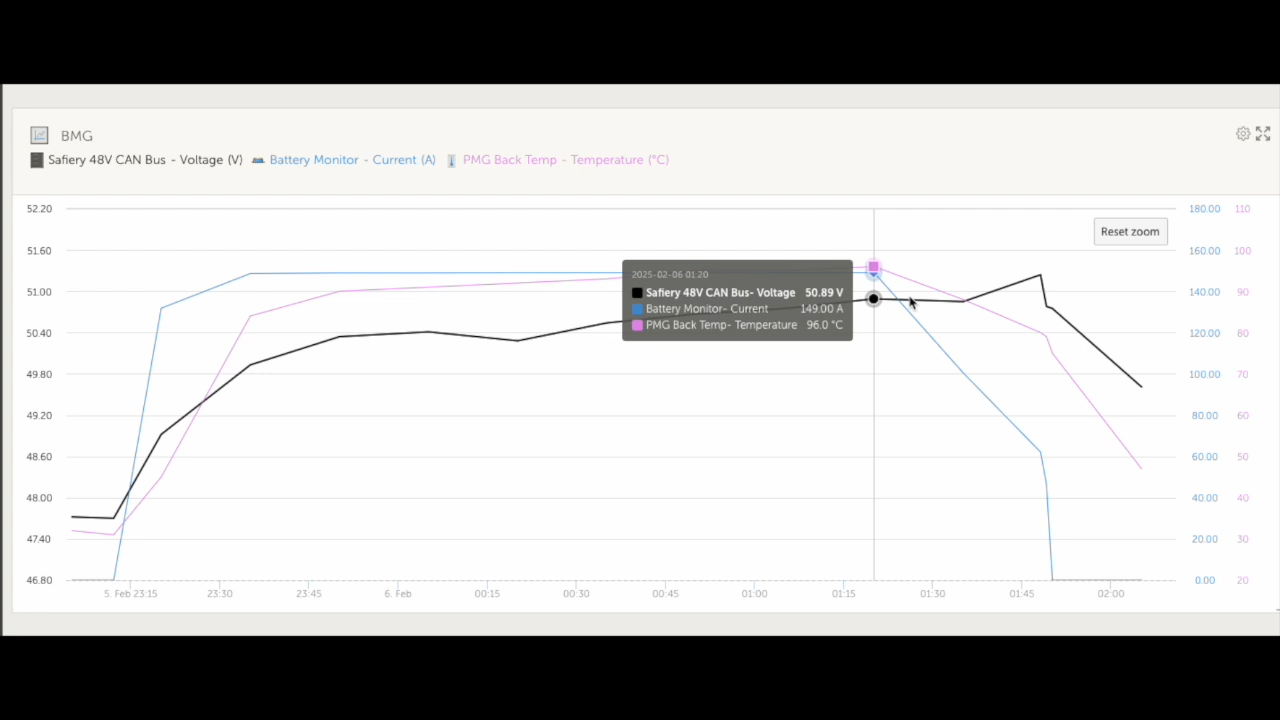 BMG
Safiery 48V CAN Bus - Voltage (V) Battery Monitor - Current (A) PMG Back Temp - Temperature (°C)
52.20 180.00 110
Reset zoom
51.60 160.00 100
2025-02-06 01:20
51.00 Safiery 48V CAN Bus- Voltage 50.89 V 140.00 90
Battery Monitor- Current 149.00 A
PMG Back Temp- Temperature 96.0 °C
50.40 120.00 80
49.80 100.00 70
49.20 80.00 60
48.60 60.00 50
48.00 40.00 40
47.40 20.00 30
46.80 0.00 20
5. Feb 23:15 23:30 23:45 6. Feb 00:15 00:30 00:45 01:00 01:15 01:30 01:45 02:00